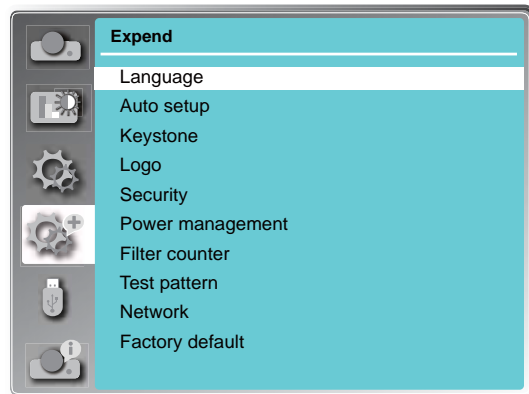 Expend
Language
Auto setup
Keystone
Logo
Security
Power management
Filter counter
Test pattern
Network
Factory default